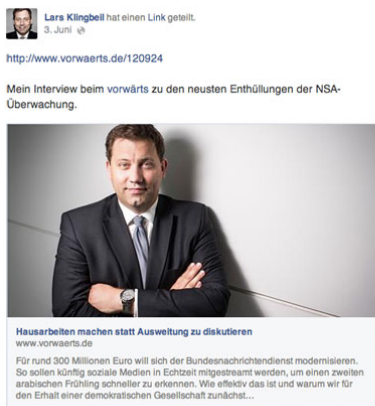 Lars Klingbeil hat einen Link geteilt.
3. Juni
http://www.vorwaerts.de/120924
Mein Interview beim vorwärts zu den neusten Enthüllungen der NSA-
Überwachung.
Hausarbeiten machen statt Ausweitung zu diskutieren
www.vorwaerts.de
Für rund 300 Millionen Euro will sich der Bundesnachrichtendienst modernisieren.
So sollen künftig soziale Medien in Echtzeit mitgestreamt werden, um einen zweiten
arabischen Frühling schneller zu erkennen. Wie effektiv das ist und warum wir für
den Erhalt einer demokratischen Gesellschaft zunächst...